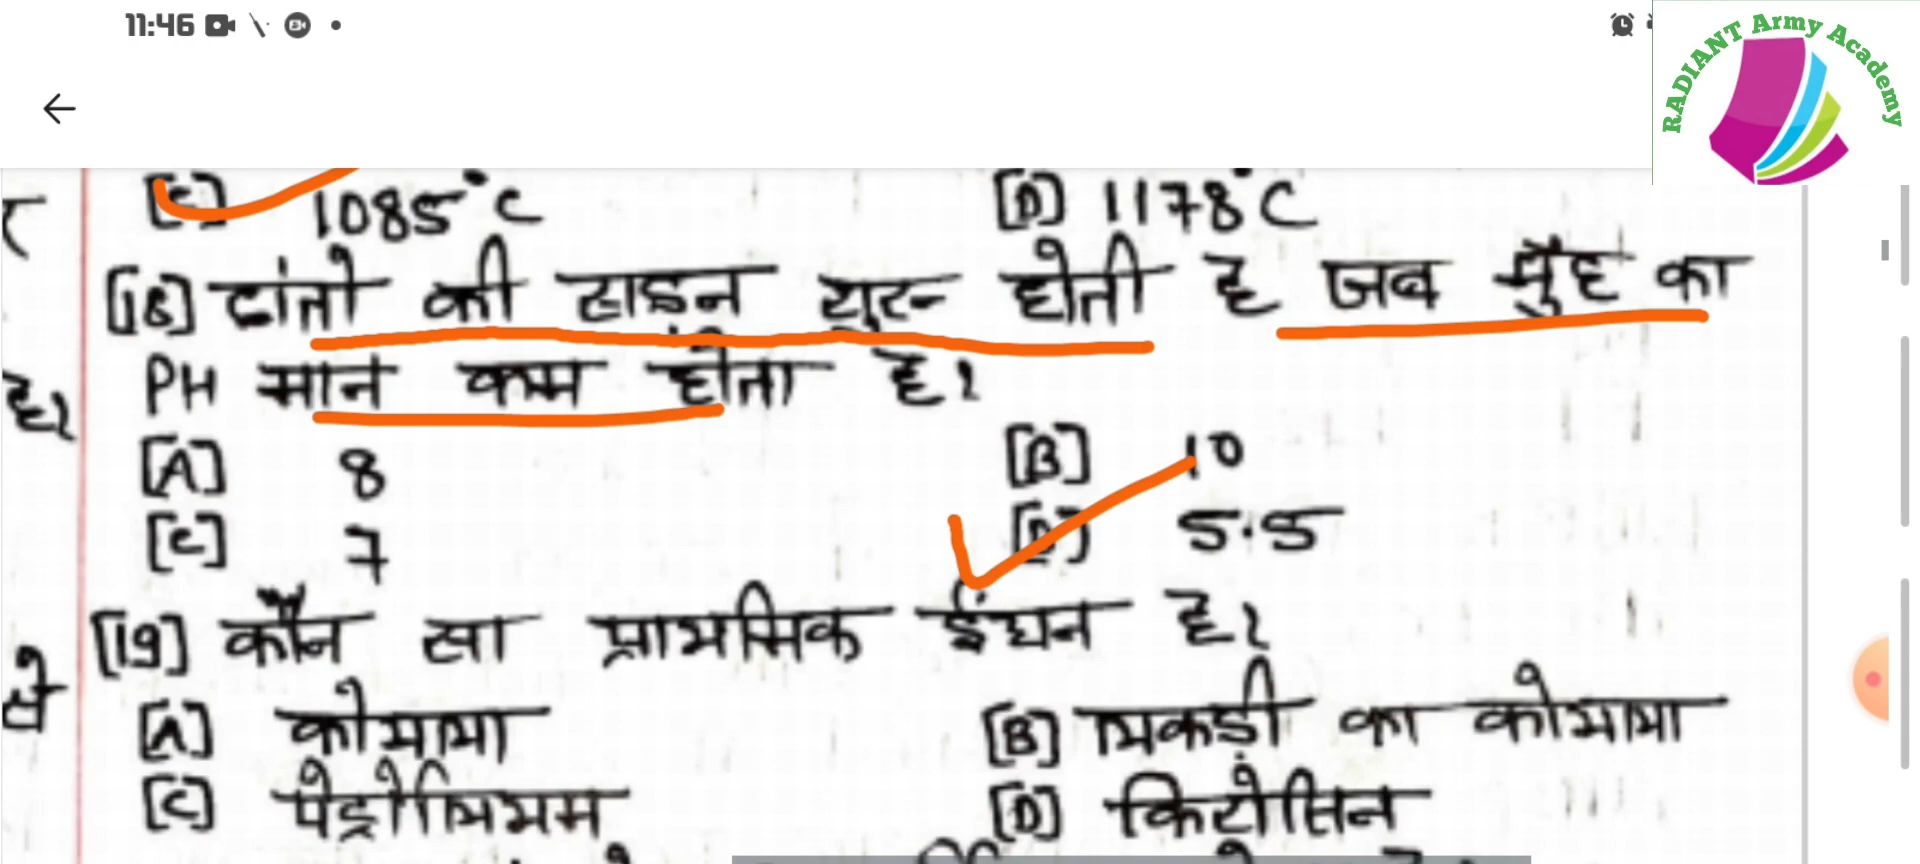 11:46
RADIANT Army Academy
[C] 1085°C [D] 1178°C
[18] दांतो की टाइन शुरू होती है जब मुँह का
है। PH मान कम होता है।
[A] 8 [B] 10
[C] 7 [D] 5.5
[19] कौन सा प्राथमिक ईंधन है।
[A] कोयला [B] लकड़ी का कोयला
[C] पेट्रोलियम [D] किरोसिन